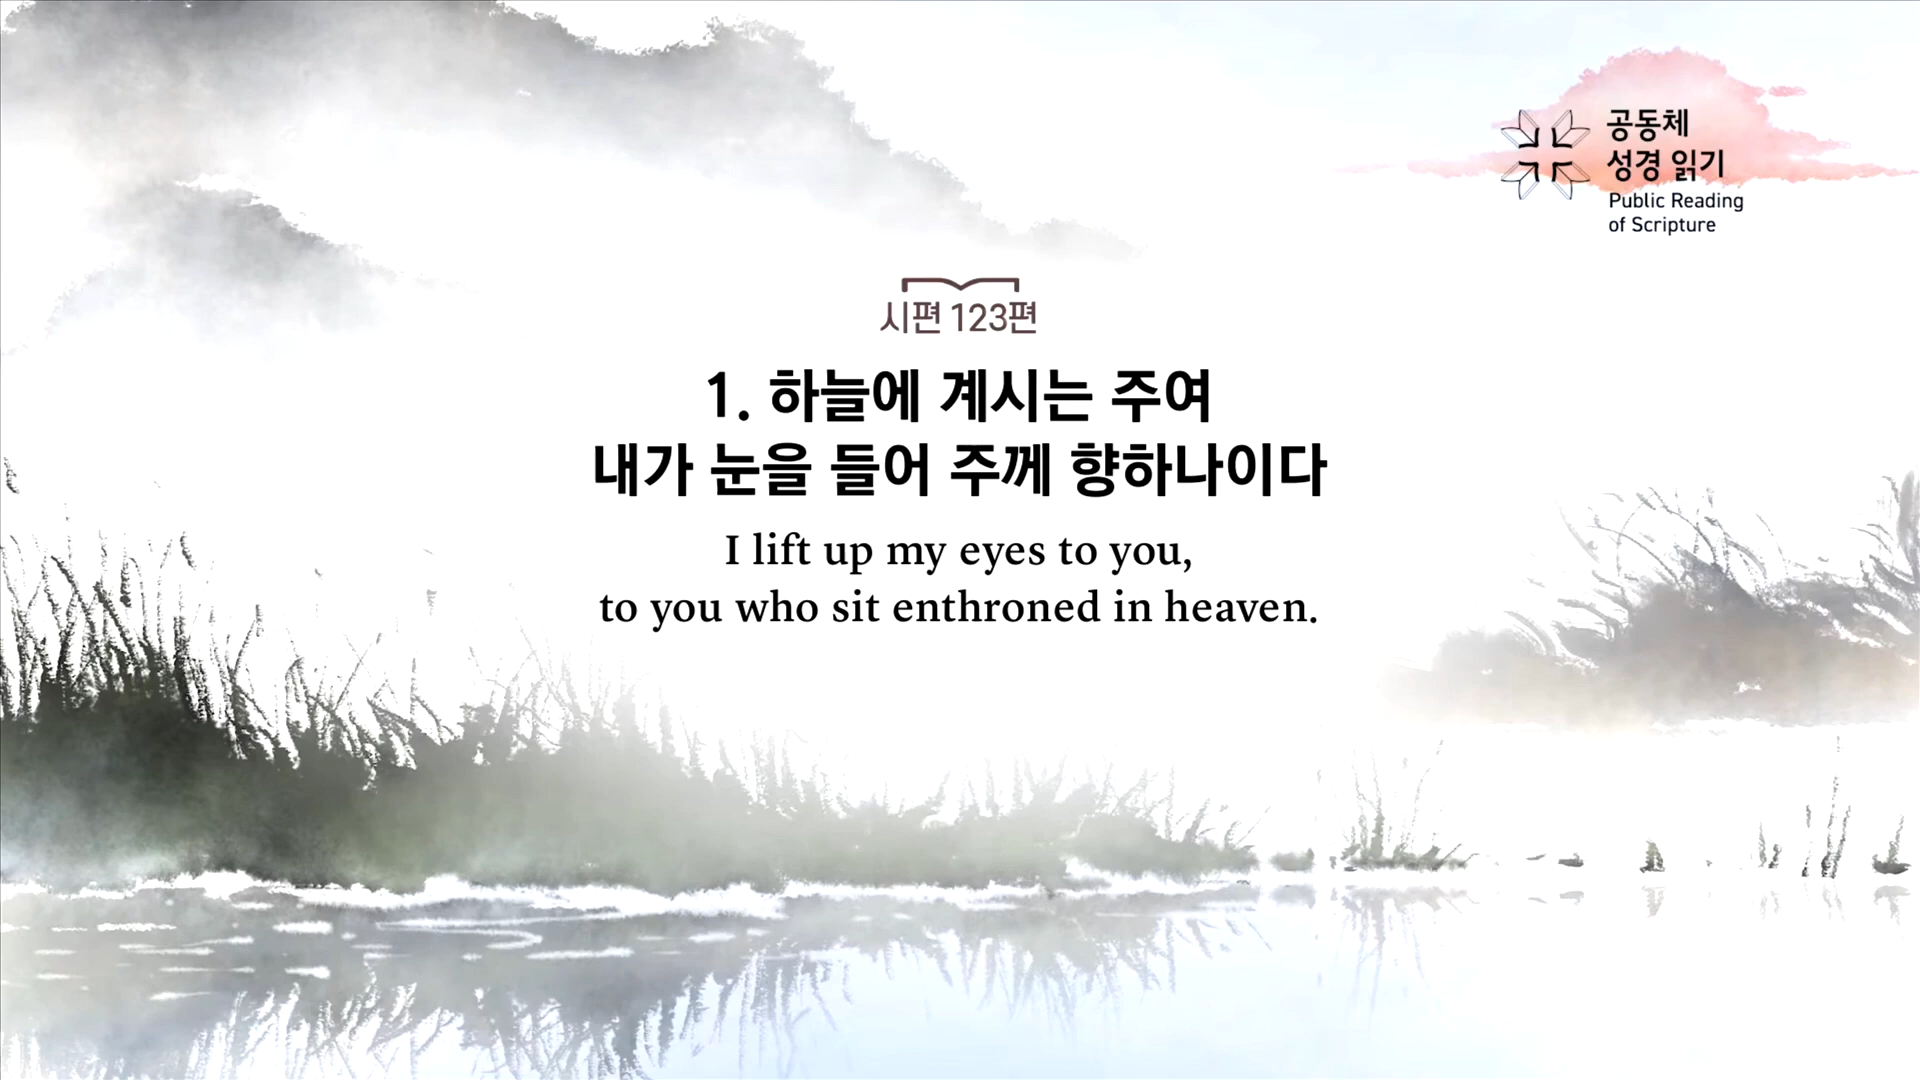 공동체
성경 읽기
Public Reading
of Scripture
시편 123편
1. 하늘에 계시는 주여
내가 눈을 들어 주께 향하나이다
I lift up my eyes to you,
to you who sit enthroned in heaven.